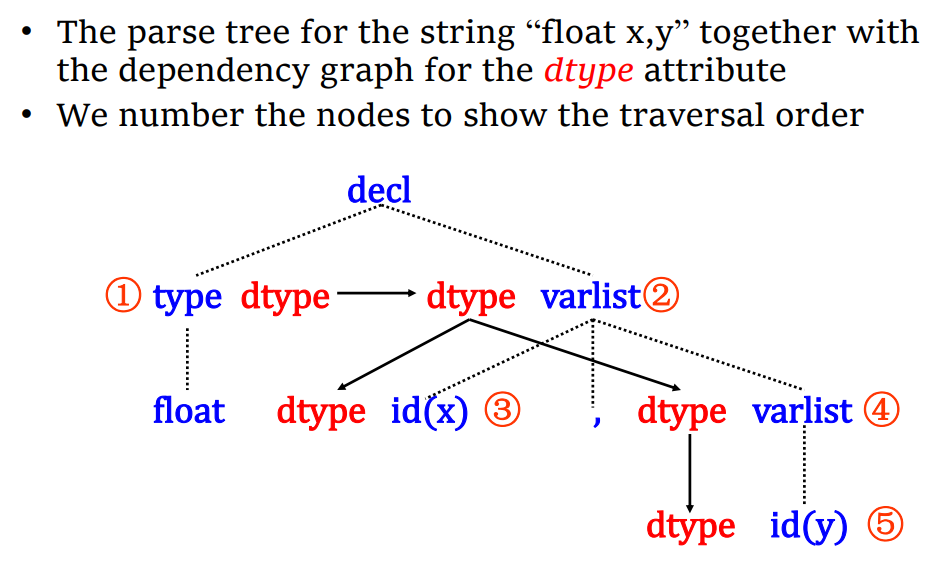 • The parse tree for the string “float x,y” together with
the dependency graph for the dtype attribute
• We number the nodes to show the traversal order
decl
① type dtype dtype varlist ②
float dtype id(x) ③ , dtype varlist ④
dtype id(y) ⑤